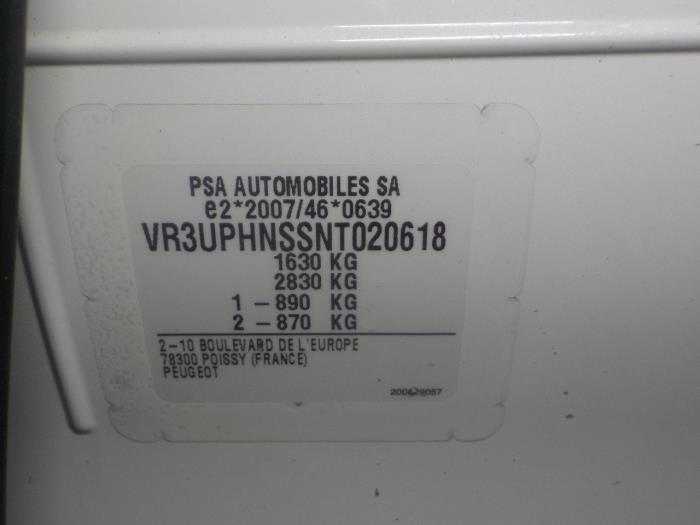 PSA AUTOMOBILES SA
e2*2007/46*0639
VR3UPHNSSNT020618
1630 KG
2830 KG
1 - 890 KG
2 - 870 KG
2-10 BOULEVARD DE L'EUROPE
78300 POISSY (FRANCE)
PEUGEOT